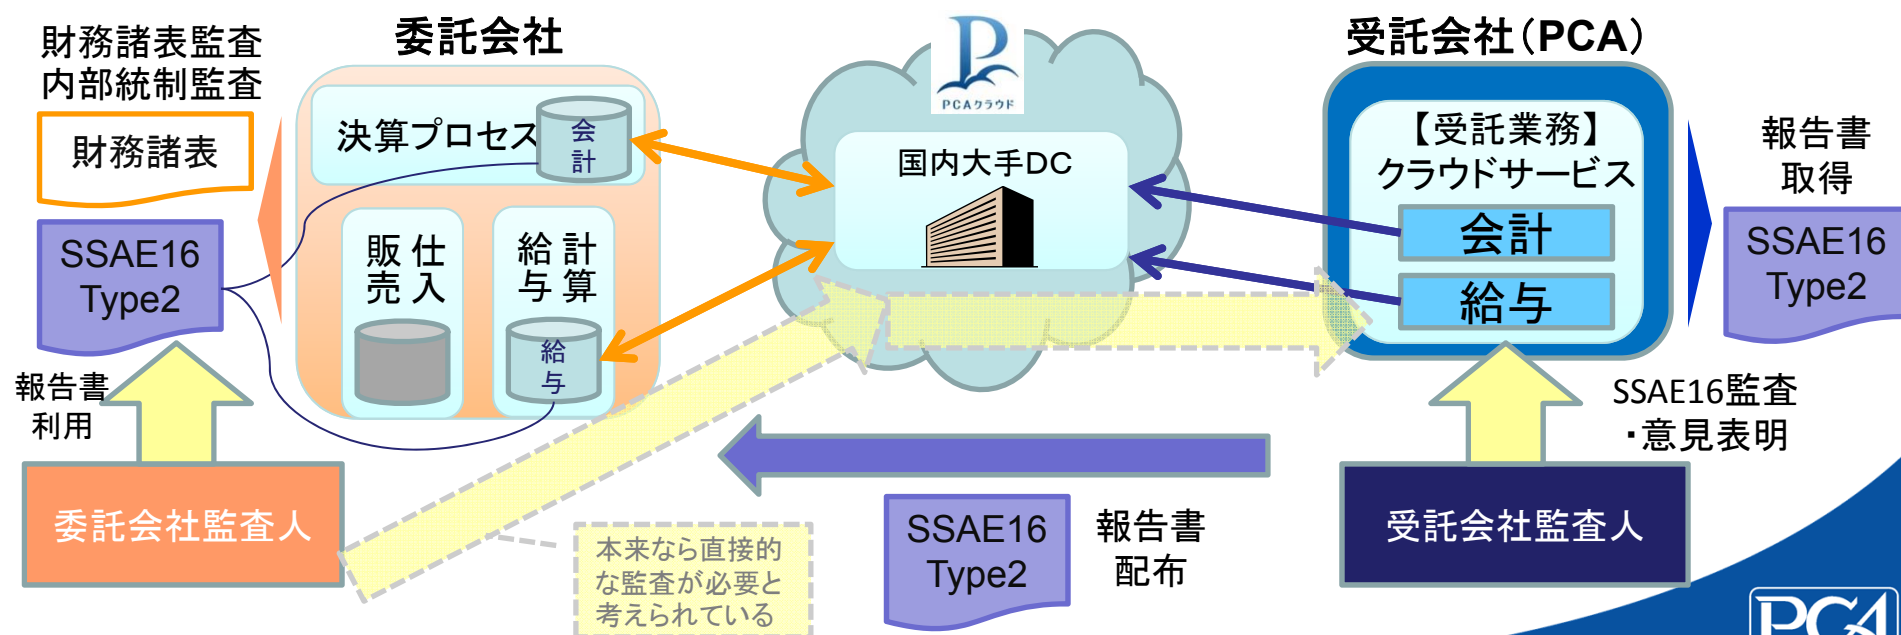 財務諸表監査
内部統制監査
財務諸表
SSAE16
Type2
報告書
利用
委託会社監査人
委託会社
決算プロセス
会
計
販 仕
売 入
給 計
与 算
給
与
PCAクラウド
国内大手DC
本来なら直接的
な監査が必要と
考えられている
SSAE16
Type2
報告書
配布
受託会社(PCA)
【受託業務】
クラウドサービス
会計
給与
報告書
取得
SSAE16
Type2
SSAE16監査
・意見表明
受託会社監査人
PCA